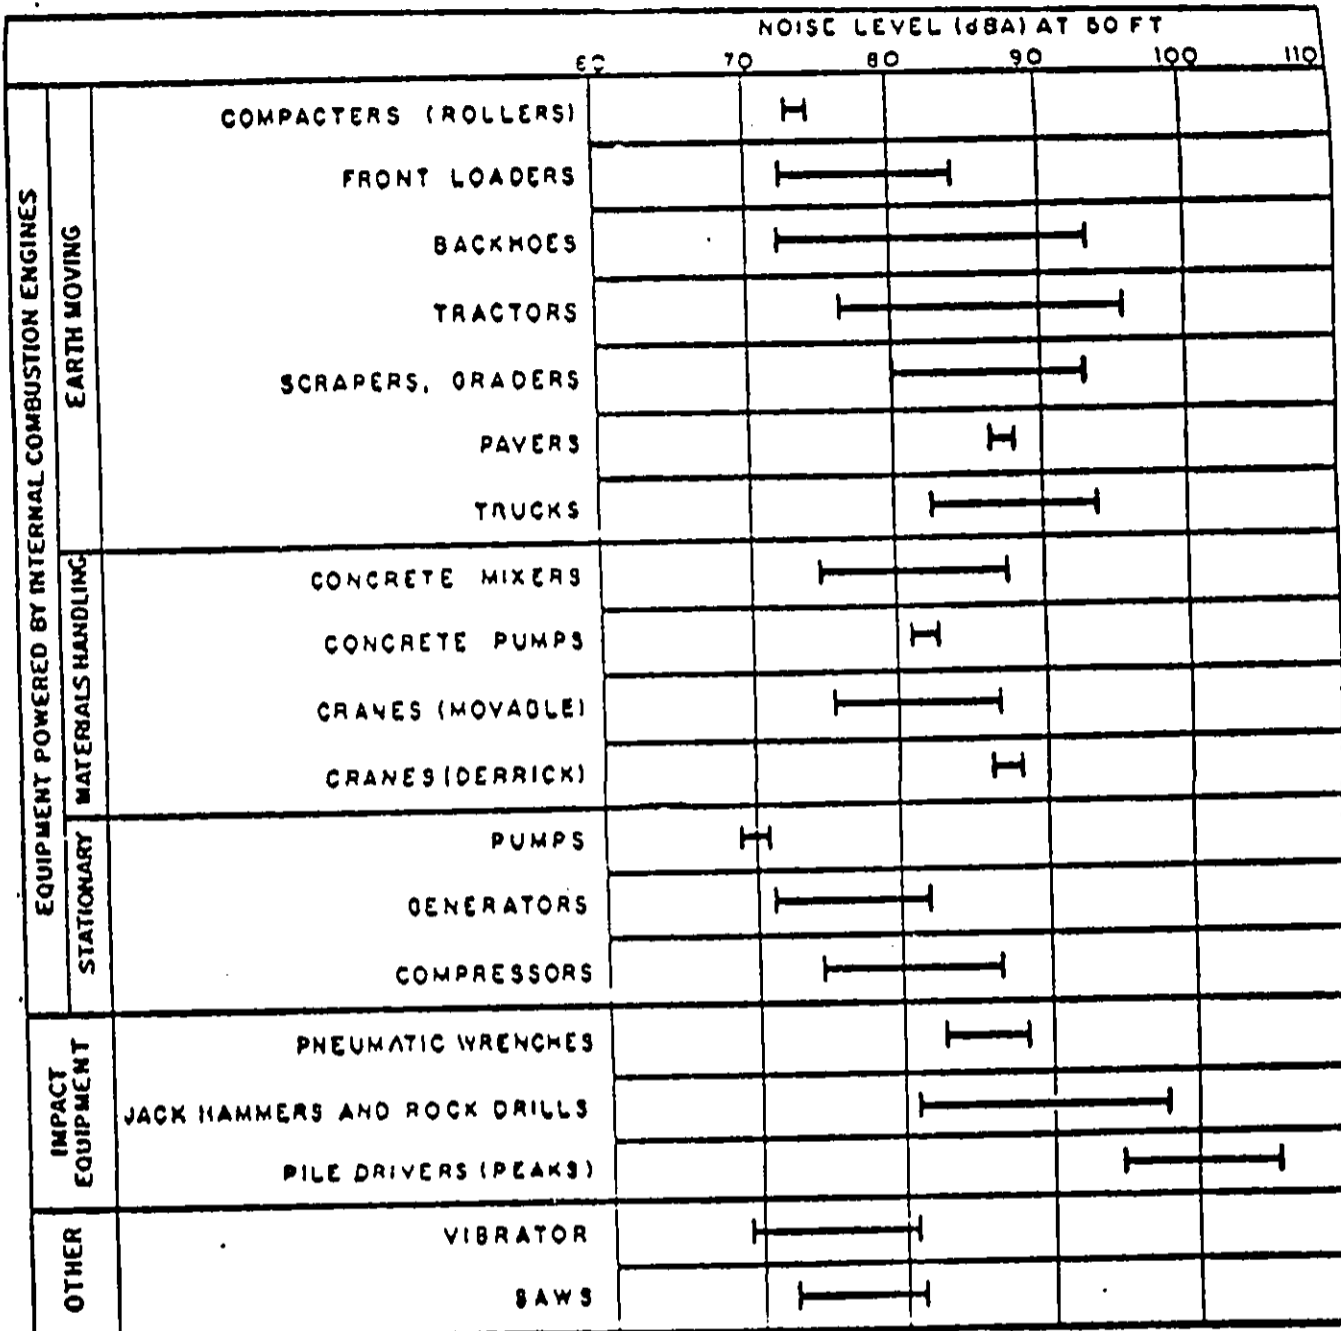 NOISE LEVEL (dBA) AT 50 FT
60 70 80 90 100 110
EQUIPMENT POWERED BY INTERNAL COMBUSTION ENGINES
EARTH MOVING
COMPACTERS (ROLLERS)
FRONT LOADERS
BACKHOES
TRACTORS
SCRAPERS, GRADERS
PAVERS
TRUCKS
MATERIALS HANDLING
CONCRETE MIXERS
CONCRETE PUMPS
CRANES (MOVABLE)
CRANES (DERRICK)
STATIONARY
PUMPS
GENERATORS
COMPRESSORS
IMPACT
EQUIPMENT
PNEUMATIC WRENCHES
JACK HAMMERS AND ROCK DRILLS
PILE DRIVERS (PEAKS)
OTHER
VIBRATOR
SAWS